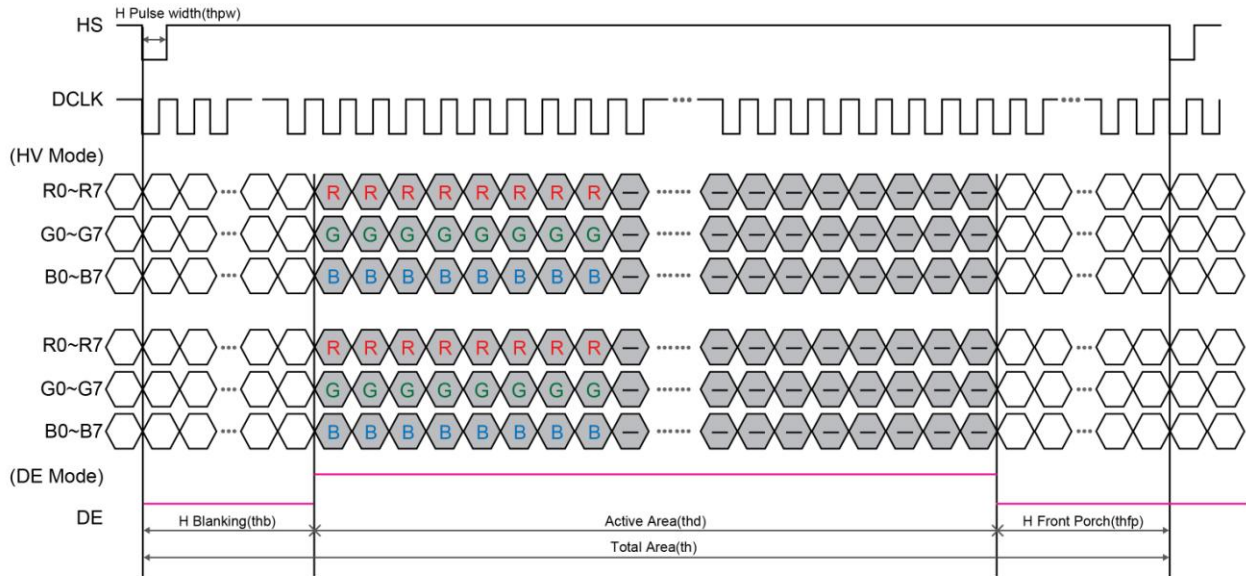 H Pulse width(thpw)
HS
DCLK
(HV Mode)
R0~R7 R R R R R R R R
G0~G7 G G G G G G G G
B0~B7 B B B B B B B B
R0~R7 R R R R R R R R
G0~G7 G G G G G G G G
B0~B7 B B B B B B B B
(DE Mode)
DE
H Blanking(thb) Active Area(thd) H Front Porch(thfp)
Total Area(th)